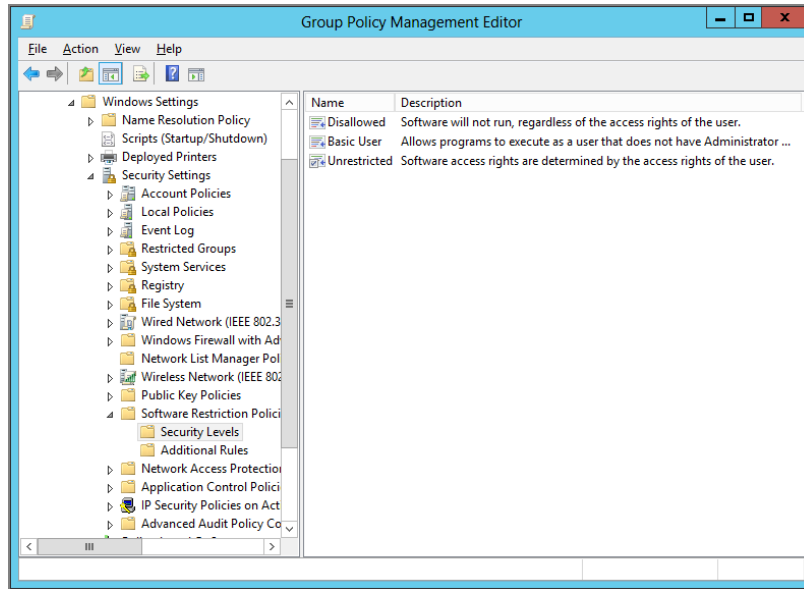 Group Policy Management Editor
File Action View Help
Windows Settings
Name Resolution Policy
Scripts (Startup/Shutdown)
Deployed Printers
Security Settings
Account Policies
Local Policies
Event Log
Restricted Groups
System Services
Registry
File System
Wired Network (IEEE 802.3
Windows Firewall with Ad
Network List Manager Pol
Wireless Network (IEEE 802
Public Key Policies
Software Restriction Polici
Security Levels
Additional Rules
Network Access Protection
Application Control Polici
IP Security Policies on Act
Advanced Audit Policy Co
Name Description
Disallowed Software will not run, regardless of the access rights of the user.
Basic User Allows programs to execute as a user that does not have Administrator ...
Unrestricted Software access rights are determined by the access rights of the user.